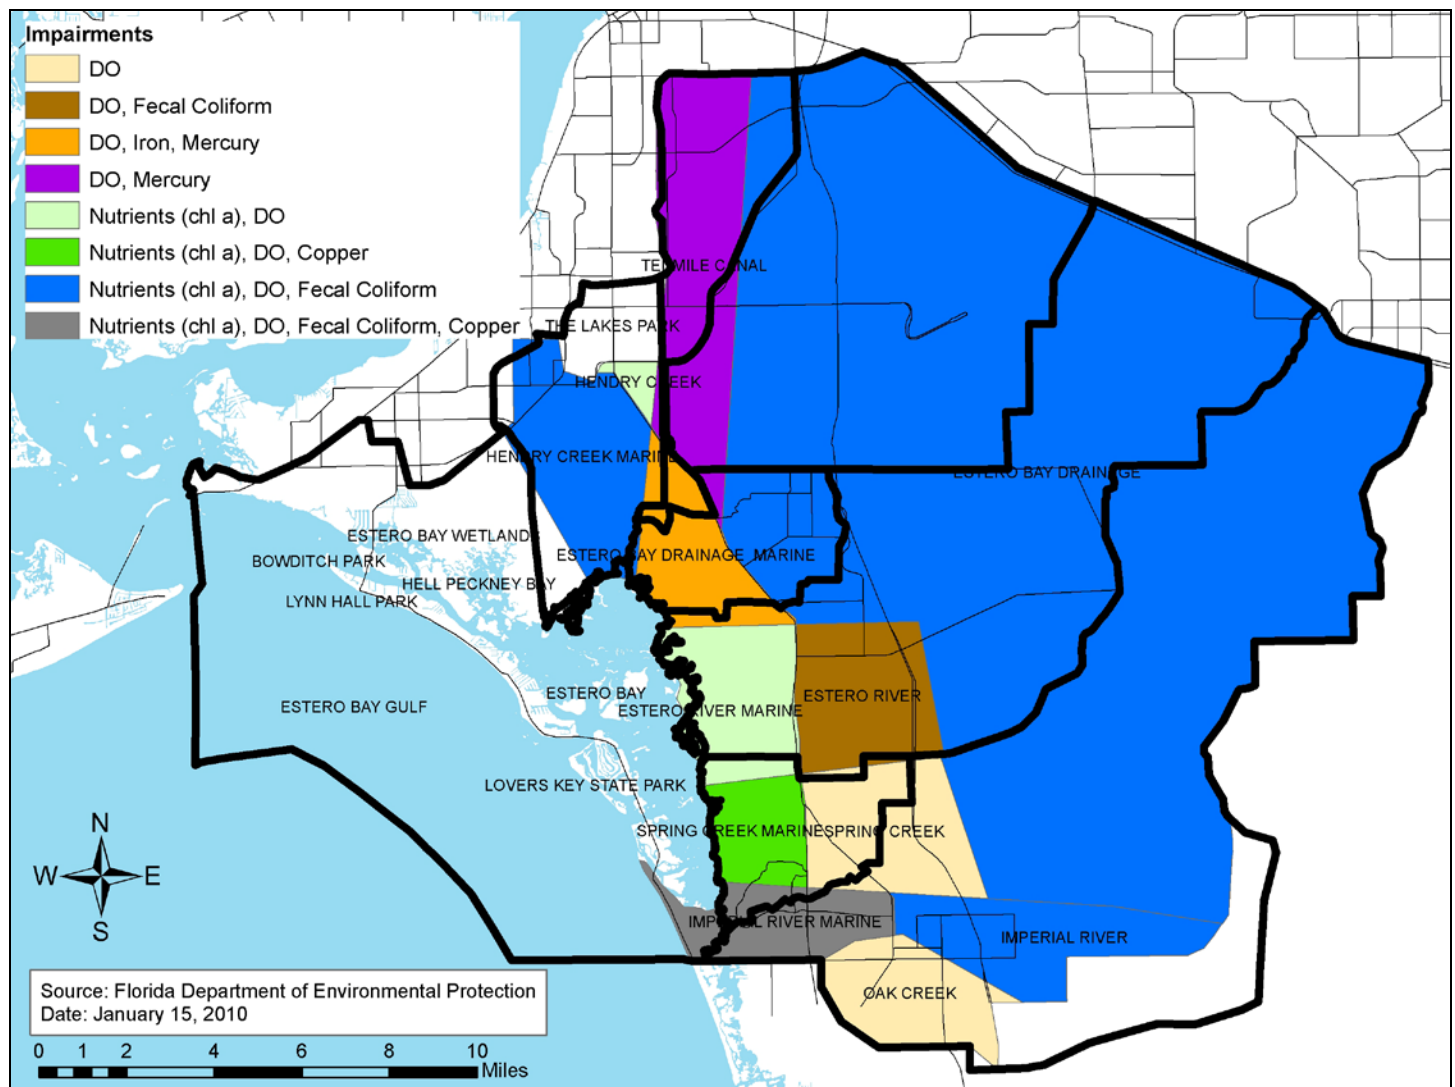 Impairments
DO
DO, Fecal Coliform
DO, Iron, Mercury
DO, Mercury
Nutrients (chl a), DO
Nutrients (chl a), DO, Copper
Nutrients (chl a), DO, Fecal Coliform
Nutrients (chl a), DO, Fecal Coliform, Copper
TENMILE CANAL
THE LAKES PARK
HENDRY CREEK
HENDRY CREEK MARINE
ESTERO BAY DRAINAGE
ESTERO BAY WETLANDS
BOWDITCH PARK
ESTERO BAY DRAINAGE MARINE
HELL PECKNEY BAY
LYNN HALL PARK
ESTERO BAY
ESTERO RIVER
ESTERO BAY GULF
ESTERO RIVER MARINE
LOVERS KEY STATE PARK
SPRING CREEK MARINE
SPRING CREEK
IMPERIAL RIVER MARINE
IMPERIAL RIVER
OAK CREEK
N
W E
S
Source: Florida Department of Environmental Protection
Date: January 15, 2010
0 1 2 4 6 8 10
Miles